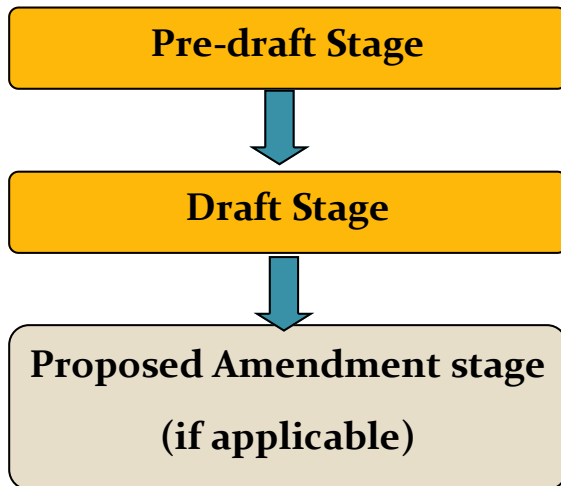 Pre-draft Stage
Draft Stage
Proposed Amendment stage
(if applicable)